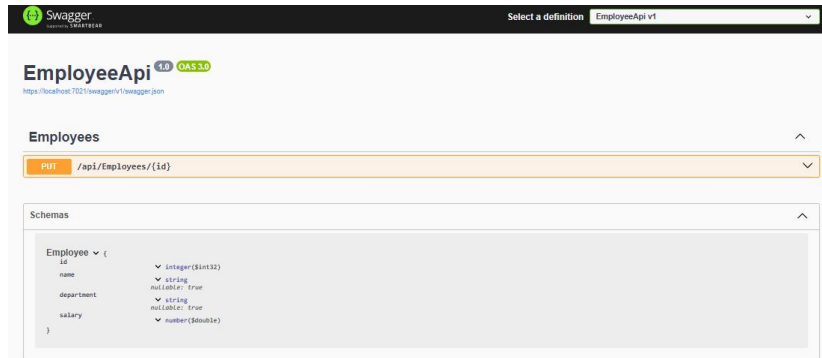 Swagger.
Supported by SMARTBEAR
Select a definition
EmployeeApi v1
EmployeeApi 1.0 OAS 3.0
https://localhost:7021/swagger/v1/swagger.json
Employees
PUT /api/Employees/{id}
Schemas
Employee {
id integer($int32)
name string
nullable: true
department string
nullable: true
salary number($double)
}